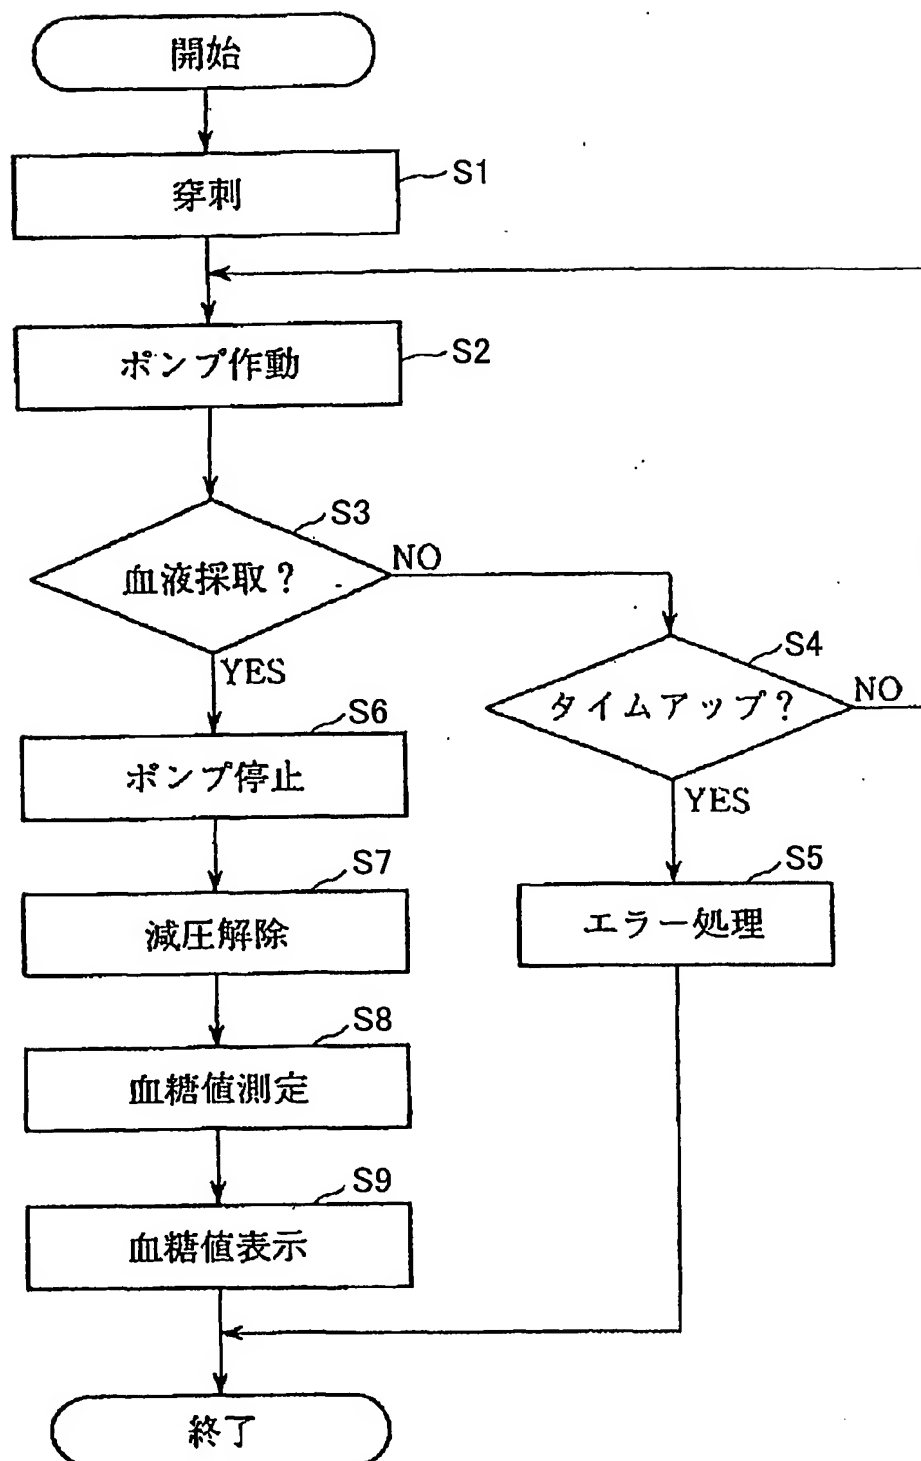 開始
穿刺
S1
ポンプ作動
S2
S3
血液採取?
NO
YES
S4
タイムアップ?
NO
YES
S6
ポンプ停止
S5
エラー処理
S7
減圧解除
S8
血糖値測定
S9
血糖値表示
終了